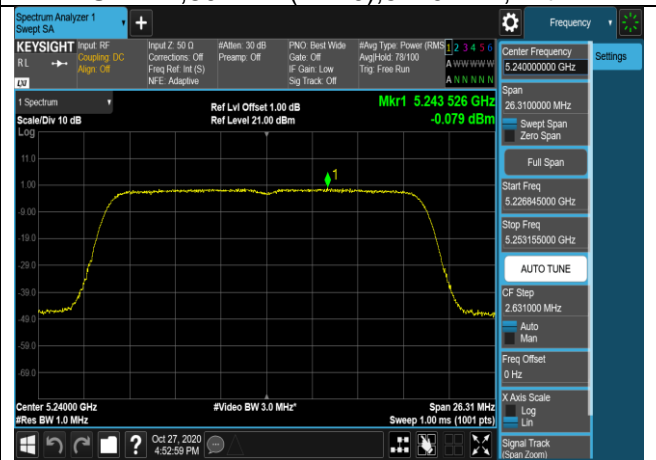 Spectrum Analyzer 1
Swept SA
Frequency
KEYSIGHT
RL
LXI
Input: RF
Coupling: DC
Align: Off
Input Z: 50 Ω
Corrections: Off
Freq Ref: Int (S)
NFE: Adaptive
#Atten: 30 dB
Preamp: Off
PNO: Best Wide
Gate: Off
IF Gain: Low
Sig Track: Off
#Avg Type: Power (RMS
Avg|Hold: 78/100
Trig: Free Run
1 2 3 4 5 6
A W W W W W
A N N N N N
1 Spectrum
Scale/Div 10 dB
Log
Ref Lvl Offset 1.00 dB
Ref Level 21.00 dBm
Mkr1 5.243 526 GHz
-0.079 dBm
11.0
1.00
-9.00
-19.0
-29.0
-39.0
-49.0
-59.0
-69.0
1
Center 5.24000 GHz
#Res BW 1.0 MHz
#Video BW 3.0 MHz*
Span 26.31 MHz
Sweep 1.00 ms (1001 pts)
Oct 27, 2020
4:52:59 PM
Center Frequency
5.240000000 GHz
Span
26.3100000 MHz
Swept Span
Zero Span
Full Span
Start Freq
5.226845000 GHz
Stop Freq
5.253155000 GHz
AUTO TUNE
CF Step
2.631000 MHz
Auto
Man
Freq Offset
0 Hz
X Axis Scale
Log
Lin
Signal Track
(Span Zoom)
Settings